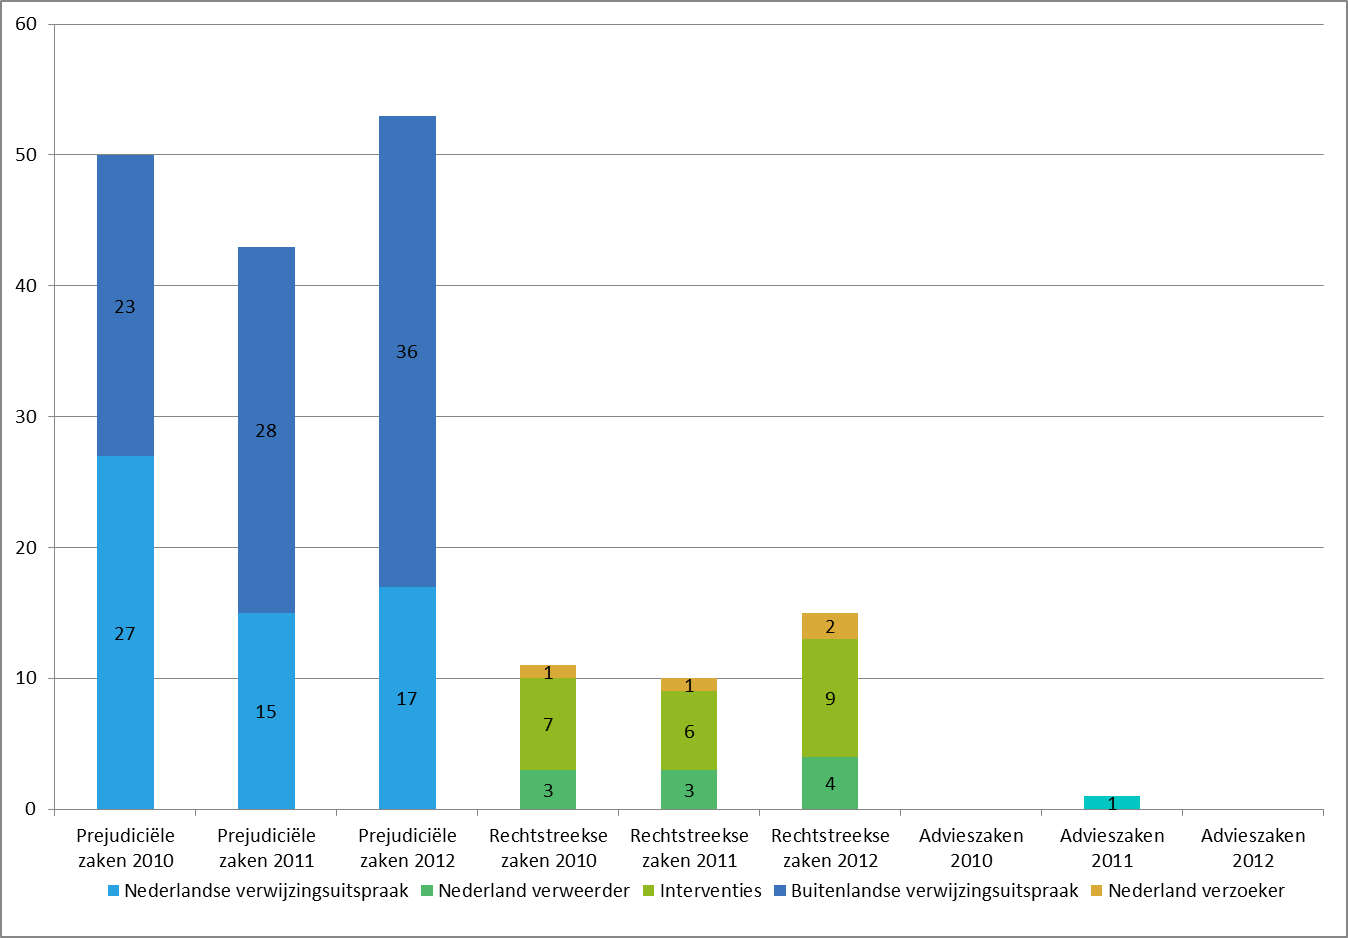 60
50
40
30
20
10
0
23
27
28
15
36
17
1
7
3
1
6
3
2
9
4
1
Prejudiciële zaken 2010
Prejudiciële zaken 2011
Prejudiciële zaken 2012
Rechtstreekse zaken 2010
Rechtstreekse zaken 2011
Rechtstreekse zaken 2012
Advieszaken 2010
Advieszaken 2011
Advieszaken 2012
Nederlandse verwijzingsuitspraak
Nederland verweerder
Interventies
Buitenlandse verwijzingsuitspraak
Nederland verzoeker